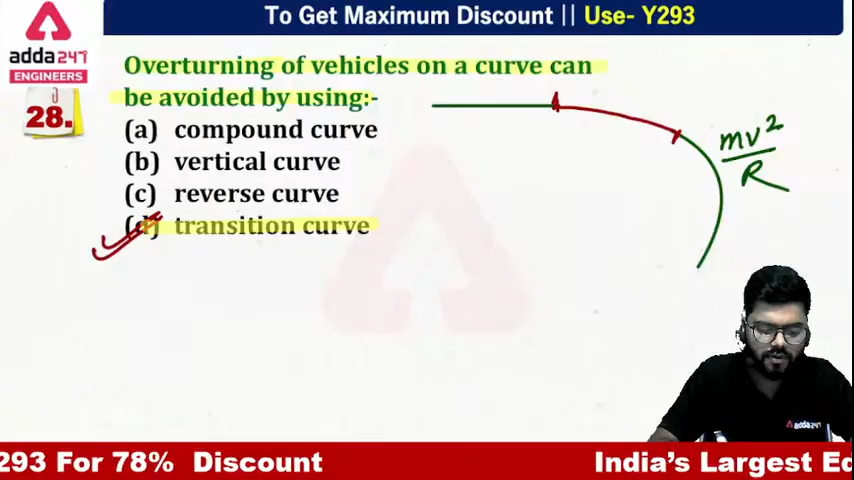 To Get Maximum Discount || Use- Y293
adda247
ENGINEERS
28.
Overturning of vehicles on a curve can
be avoided by using:-
(a) compound curve
(b) vertical curve
(c) reverse curve
(d) transition curve
mv²
R
adda247
293 For 78% Discount
India's Largest Ed